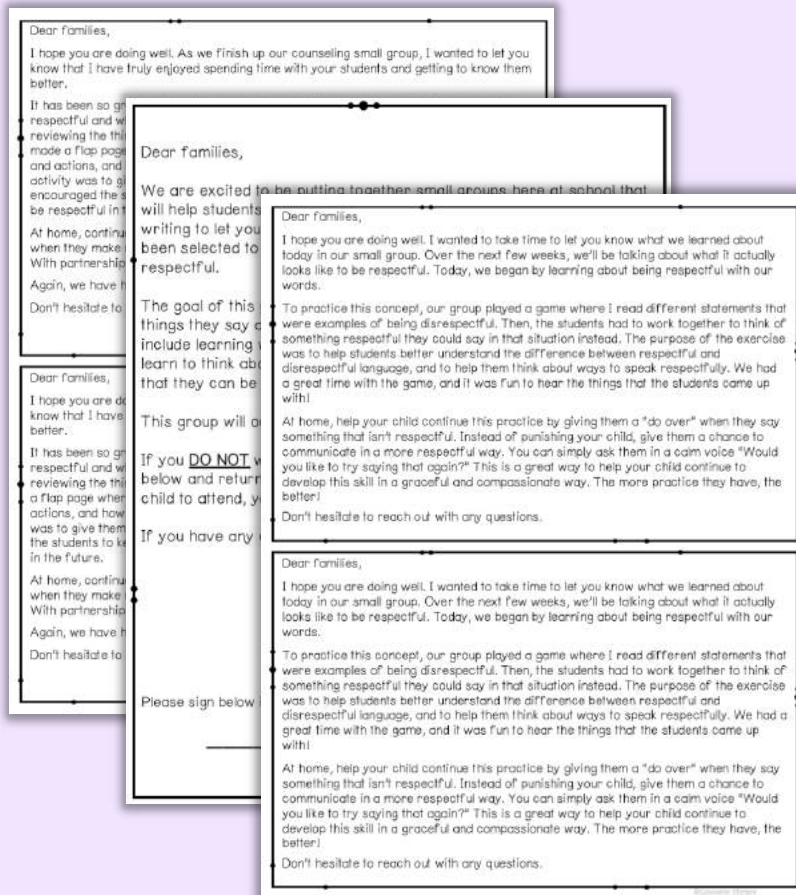 Dear families,
I hope you are doing well. As we finish up our counseling small group, I wanted to let you
know that I have truly enjoyed spending time with your students and getting to know them
better.
It has been so gr
respectful and w
reviewing the thi
made a flap page
and actions, and
activity was to gi
encouraged the s
be respectful in t
At home, continu
when they make
With partnership
Again, we have h
Don't hesitate to
Dear families,
I hope you are do
know that I have
better.
It has been so gr
respectful and w
reviewing the thi
a flap page wher
actions, and how
was to give them
the students to ke
in the future.
At home, continu
when they make
With partnership
Again, we have h
Don't hesitate to
Dear families,
We are excited to be putting together small groups here at school that
will help students
writing to let you
been selected to
respectful.
The goal of this
things they say a
include learning
learn to think abo
that they can be
This group will o
If you DO NOT w
below and return
child to attend, y
If you have any
Please sign below
Dear families,
I hope you are doing well. I wanted to take time to let you know what we learned about
today in our small group. Over the next few weeks, we'll be talking about what it actually
looks like to be respectful. Today, we began by learning about being respectful with our
words.
To practice this concept, our group played a game where I read different statements that
were examples of being disrespectful. Then, the students had to work together to think of
something respectful they could say in that situation instead. The purpose of the exercise
was to help students better understand the difference between respectful and
disrespectful language, and to help them think about ways to speak respectfully. We had
a great time with the game, and it was fun to hear the things that the students came up
with!
At home, help your child continue this practice by giving them a "do over" when they say
something that isn't respectful. Instead of punishing your child, give them a chance to
communicate in a more respectful way. You can simply ask them in a calm voice "Would
you like to try saying that again?" This is a great way to help your child continue to
develop this skill in a graceful and compassionate way. The more practice they have, the
better!
Don't hesitate to reach out with any questions.
Dear families,
I hope you are doing well. I wanted to take time to let you know what we learned about
today in our small group. Over the next few weeks, we'll be talking about what it actually
looks like to be respectful. Today, we began by learning about being respectful with our
words.
To practice this concept, our group played a game where I read different statements that
were examples of being disrespectful. Then, the students had to work together to think of
something respectful they could say in that situation instead. The purpose of the exercise
was to help students better understand the difference between respectful and
disrespectful language, and to help them think about ways to speak respectfully. We had a
great time with the game, and it was fun to hear the things that the students came up
with!
At home, help your child continue this practice by giving them a "do over" when they say
something that isn't respectful. Instead of punishing your child, give them a chance to
communicate in a more respectful way. You can simply ask them in a calm voice "Would
you like to try saying that again?" This is a great way to help your child continue to
develop this skill in a graceful and compassionate way. The more practice they have, the
better!
Don't hesitate to reach out with any questions.